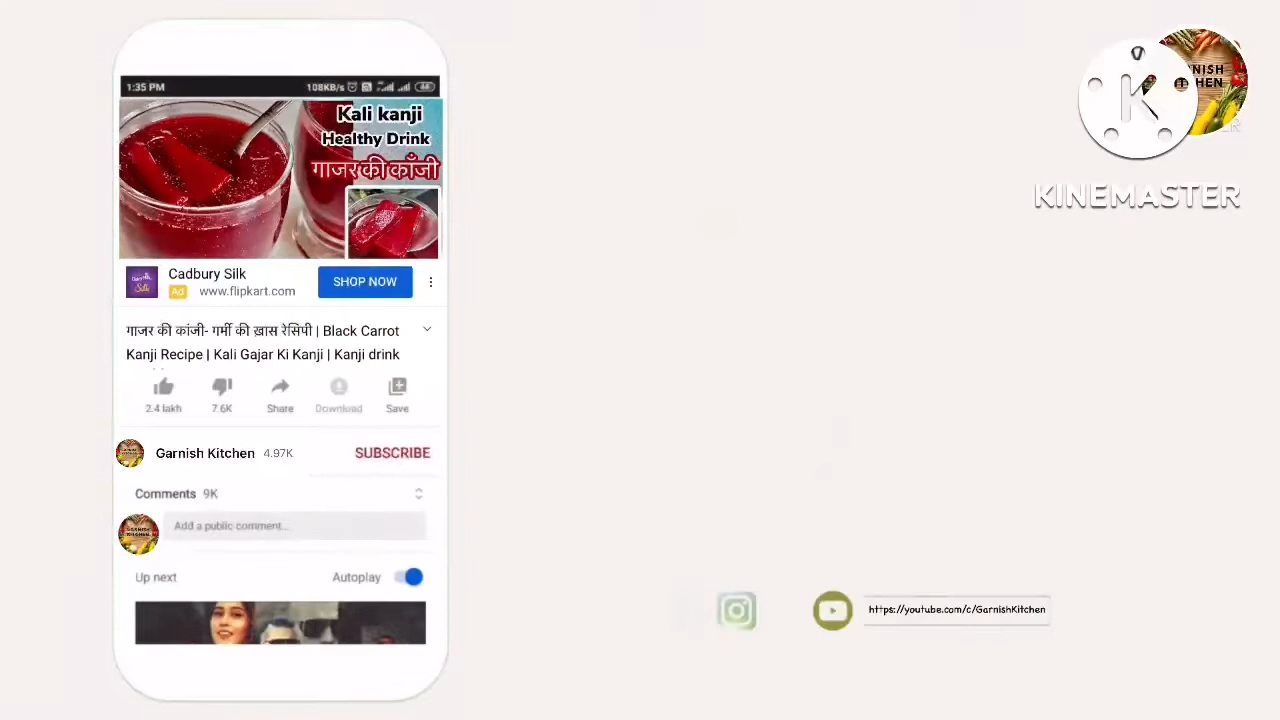 1:35 PM
108KB/s
Kali kanji
Healthy Drink
गाजर की काँजी
Cadbury Silk
Ad www.flipkart.com
SHOP NOW
गाजर की कांजी- गर्मी की ख़ास रेसिपी | Black Carrot
Kanji Recipe | Kali Gajar Ki Kanji | Kanji drink
2.4 lakh
7.6K
Share
Download
Save
Garnish Kitchen 4.97K
SUBSCRIBE
Comments 9K
GARNISH
KITCHEN
Add a public comment...
Up next
Autoplay
KINEMASTER
https://youtube.com/c/GarnishKitchen